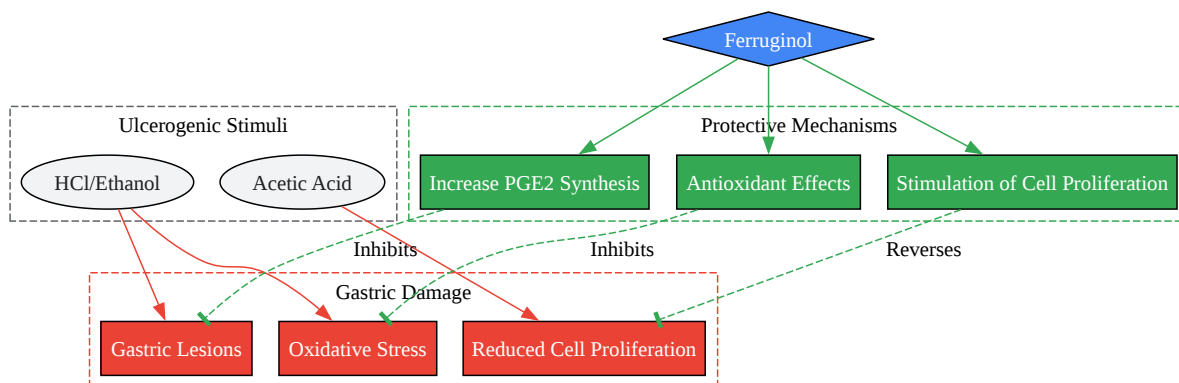 Ferruginol
Ulcerogenic Stimuli
Protective Mechanisms
HCl/Ethanol
Acetic Acid
Increase PGE2 Synthesis
Antioxidant Effects
Stimulation of Cell Proliferation
Inhibits
Inhibits
Reverses
Gastric Damage
Gastric Lesions
Oxidative Stress
Reduced Cell Proliferation